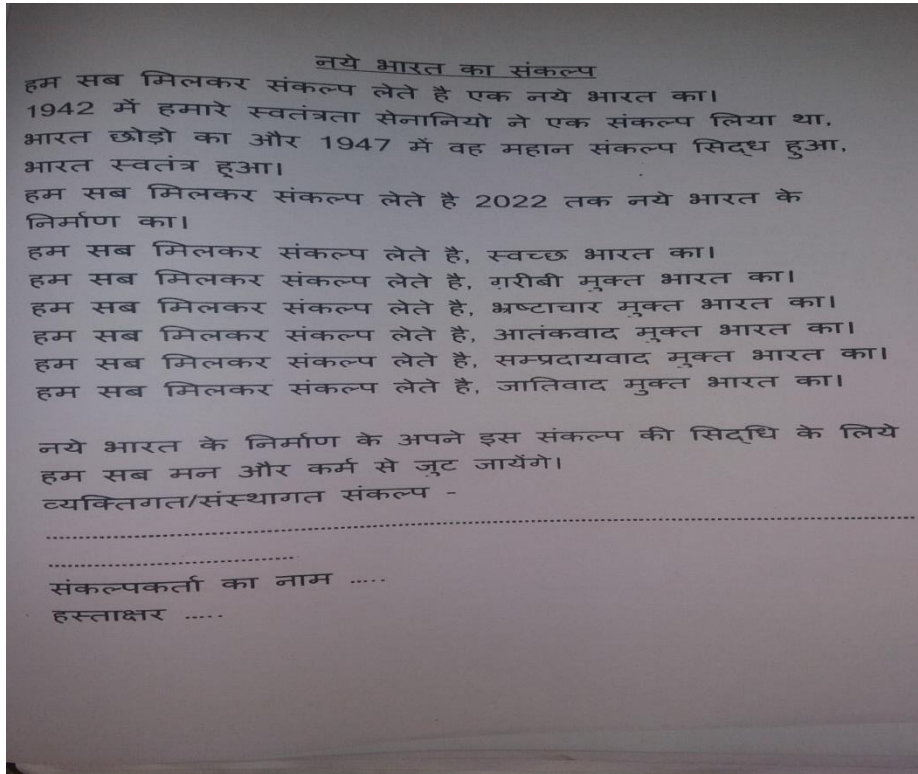 नये भारत का संकल्प
हम सब मिलकर संकल्प लेते है एक नये भारत का।
1942 में हमारे स्वतंत्रता सेनानियो ने एक संकल्प लिया था,
भारत छोड़ो का और 1947 में वह महान संकल्प सिद्ध हुआ,
भारत स्वतंत्र हूआ।
हम सब मिलकर संकल्प लेते है 2022 तक नये भारत के
निर्माण का।
हम सब मिलकर संकल्प लेते है, स्वच्छ भारत का।
हम सब मिलकर संकल्प लेते है, ग़रीबी मुक्त भारत का।
हम सब मिलकर संकल्प लेते है, भ्रष्टाचार मुक्त भारत का।
हम सब मिलकर संकल्प लेते है, आतंकवाद मुक्त भारत का।
हम सब मिलकर संकल्प लेते है, सम्प्रदायवाद मुक्त भारत का।
हम सब मिलकर संकल्प लेते है, जातिवाद मुक्त भारत का।
नये भारत के निर्माण के अपने इस संकल्प की सिद्धि के लिये
हम सब मन और कर्म से जुट जायेंगे।
व्यक्तिगत/संस्थागत संकल्प -
................................................................................
......................................
संकल्पकर्ता का नाम .....
हस्ताक्षर .....